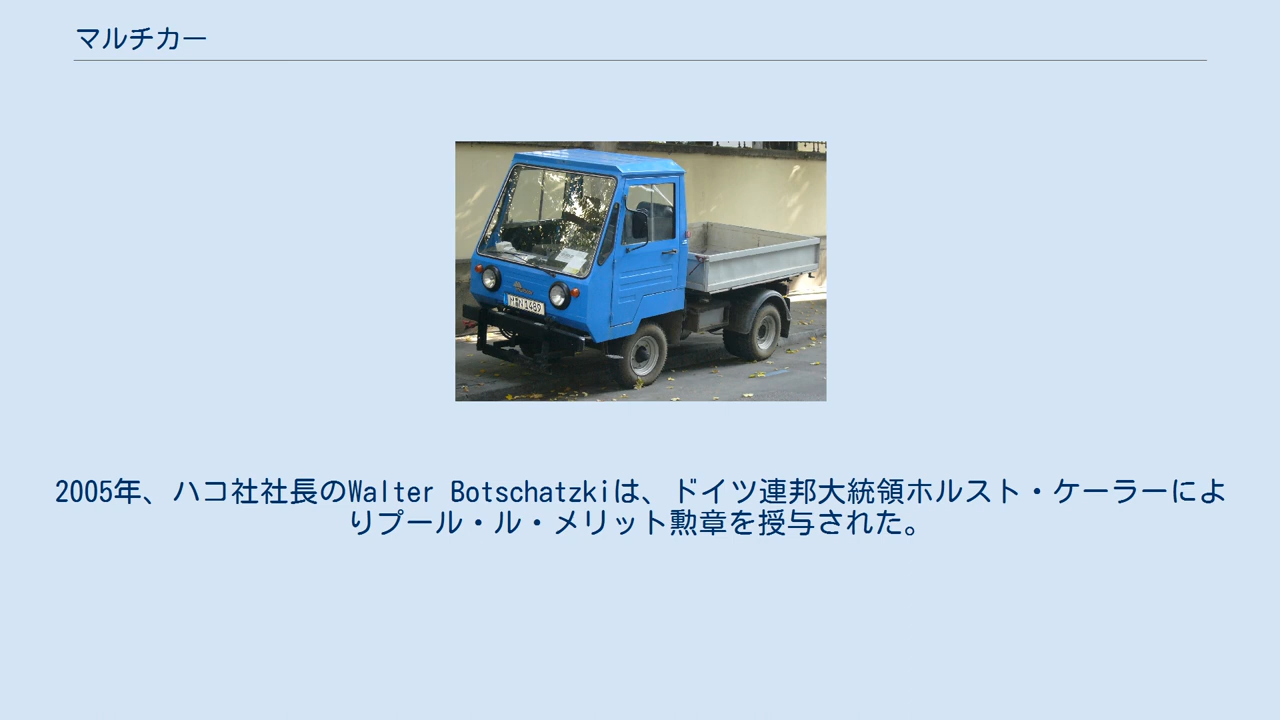 マルチカー
2005年、ハコ社社長のWalter Botschatzkiは、ドイツ連邦大統領ホルスト・ケーラーによ
りプール・ル・メリット勲章を授与された。